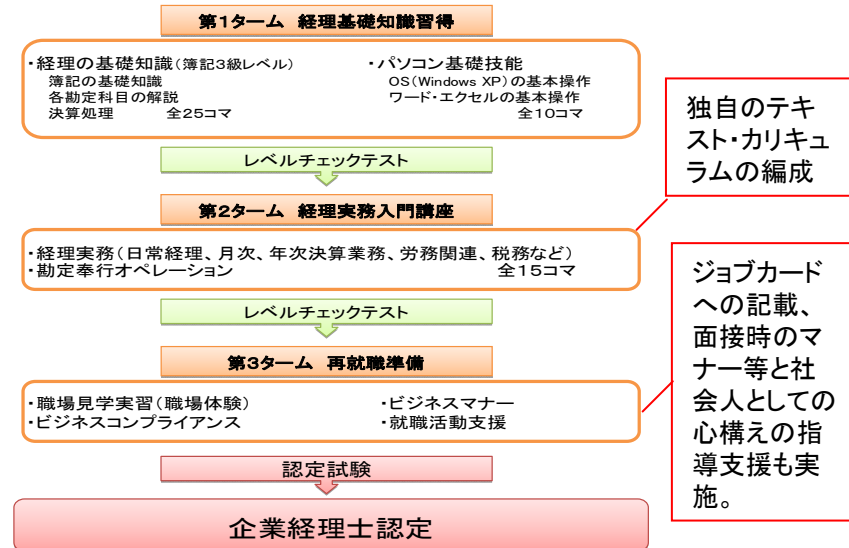 第1ターム 経理基礎知識習得
・経理の基礎知識(簿記3級レベル)
簿記の基礎知識
各勘定科目の解説
決算処理 全25コマ
・パソコン基礎技能
OS(Windows XP)の基本操作
ワード・エクセルの基本操作
全10コマ
レベルチェックテスト
第2ターム 経理実務入門講座
・経理実務(日常経理、月次、年次決算業務、労務関連、税務など)
・勘定奉行オペレーション 全15コマ
独自のテキ
スト・カリキュ
ラムの編成
レベルチェックテスト
第3ターム 再就職準備
・職場見学実習(職場体験)
・ビジネスコンプライアンス
・ビジネスマナー
・就職活動支援
ジョブカード
への記載、
面接時のマ
ナー等と社
会人としての
心構えの指
導支援も実
施。
認定試験
企業経理士認定